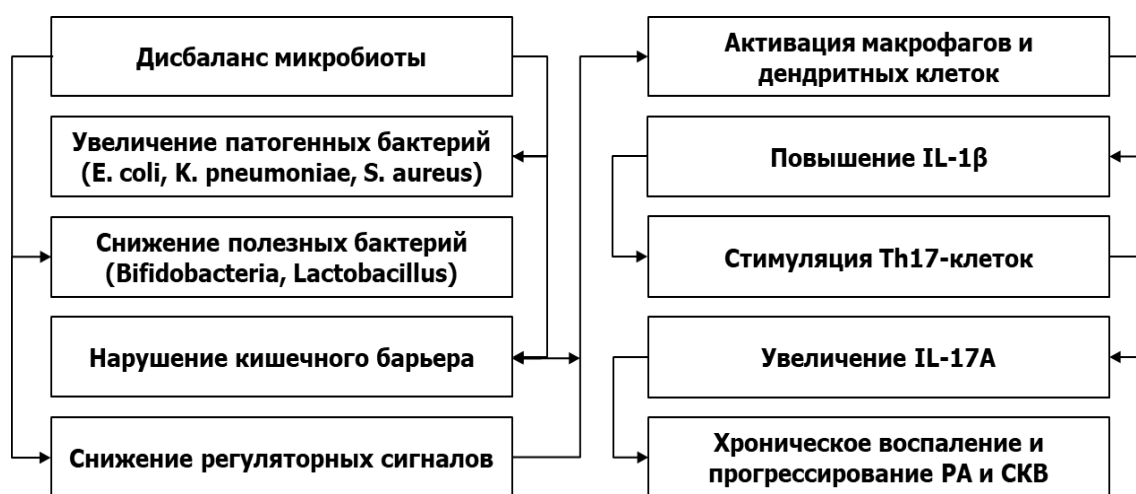 Дисбаланс микробиоты
Увеличение патогенных бактерий
(E. coli, K. pneumoniae, S. aureus)
Снижение полезных бактерий
(Bifidobacteria, Lactobacillus)
Нарушение кишечного барьера
Снижение регуляторных сигналов
Активация макрофагов и
дендритных клеток
Повышение IL-1β
Стимуляция Th17-клеток
Увеличение IL-17A
Хроническое воспаление и
прогрессирование РА и СКВ